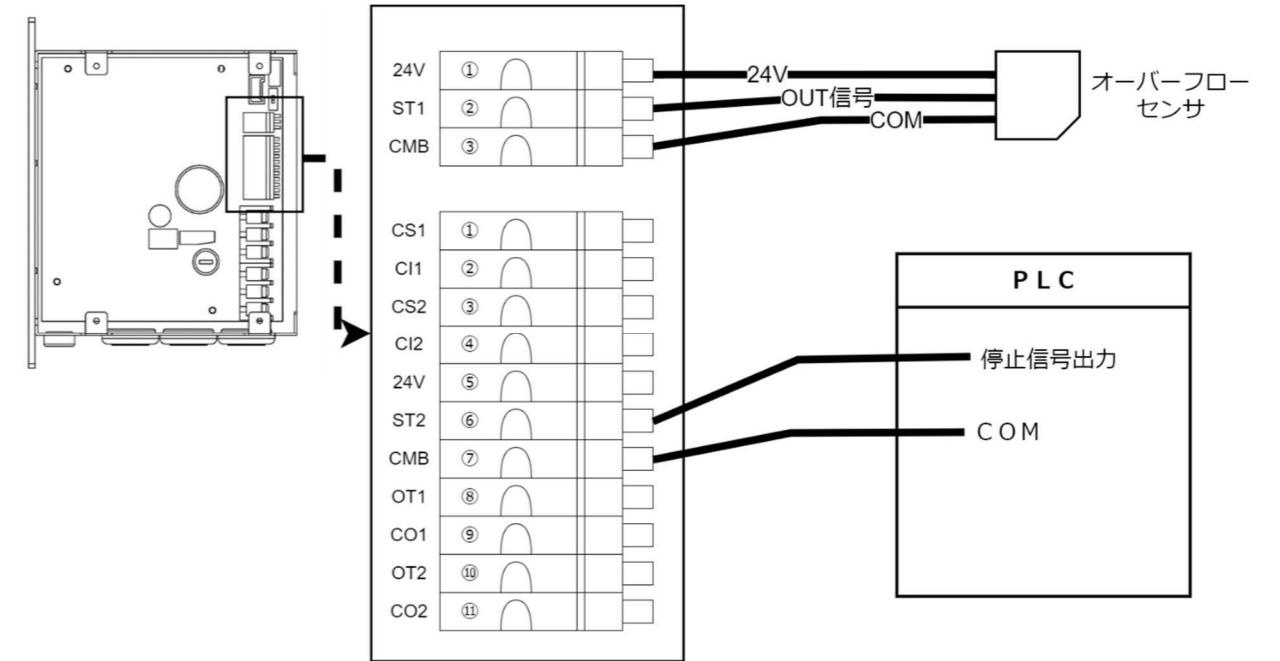 24V ①
ST1 ②
CMB ③
24V
OUT信号
COM
オーバーフロー
センサ
CS1 ①
CI1 ②
CS2 ③
CI2 ④
24V ⑤
ST2 ⑥
CMB ⑦
OT1 ⑧
CO1 ⑨
OT2 ⑩
CO2 ⑪
ＰＬＣ
停止信号出力
ＣＯＭ